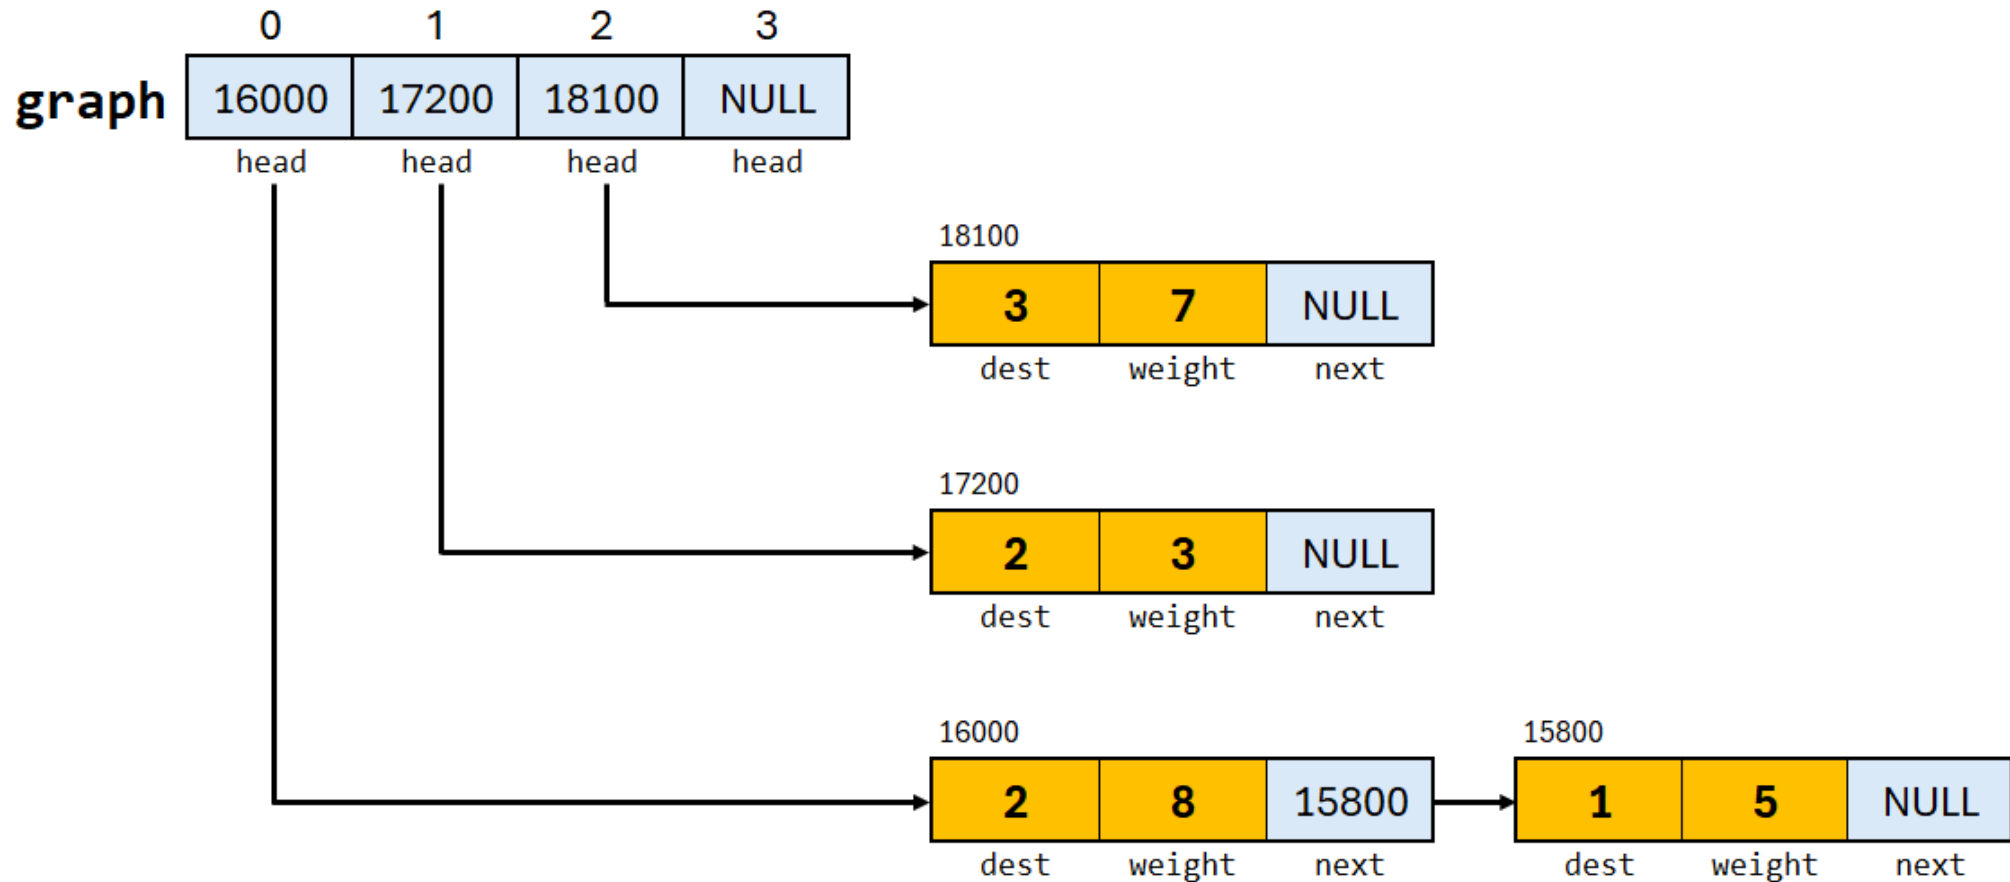 0 1 2 3
graph 16000 17200 18100 NULL
head head head head
18100
3 7 NULL
dest weight next
17200
2 3 NULL
dest weight next
16000 15800
2 8 15800 1 5 NULL
dest weight next dest weight next